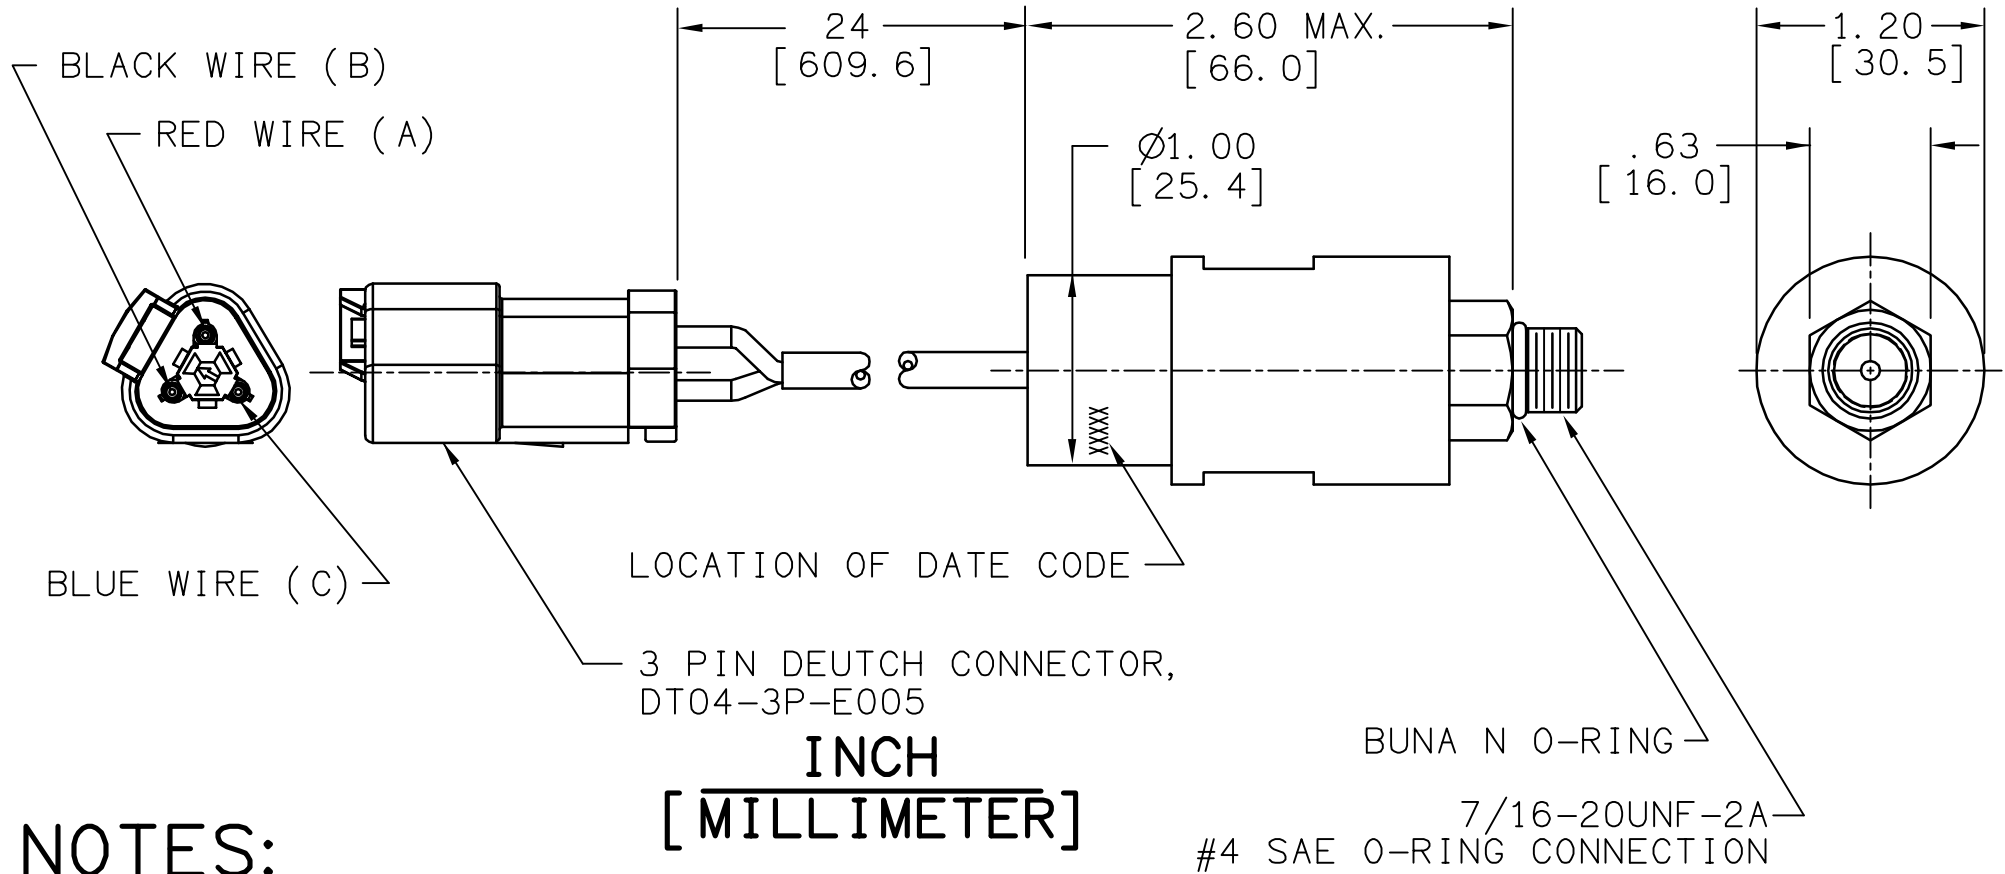 BLACK WIRE (B)
RED WIRE (A)
24
[609.6]
2.60 MAX.
[66.0]
1.20
[30.5]
Ø1.00
[25.4]
.63
[16.0]
XXXXX
LOCATION OF DATE CODE
BLUE WIRE (C)
3 PIN DEUTCH CONNECTOR,
DT04-3P-E005
INCH
[MILLIMETER]
BUNA N O-RING
7/16-20UNF-2A
#4 SAE O-RING CONNECTION
NOTES: